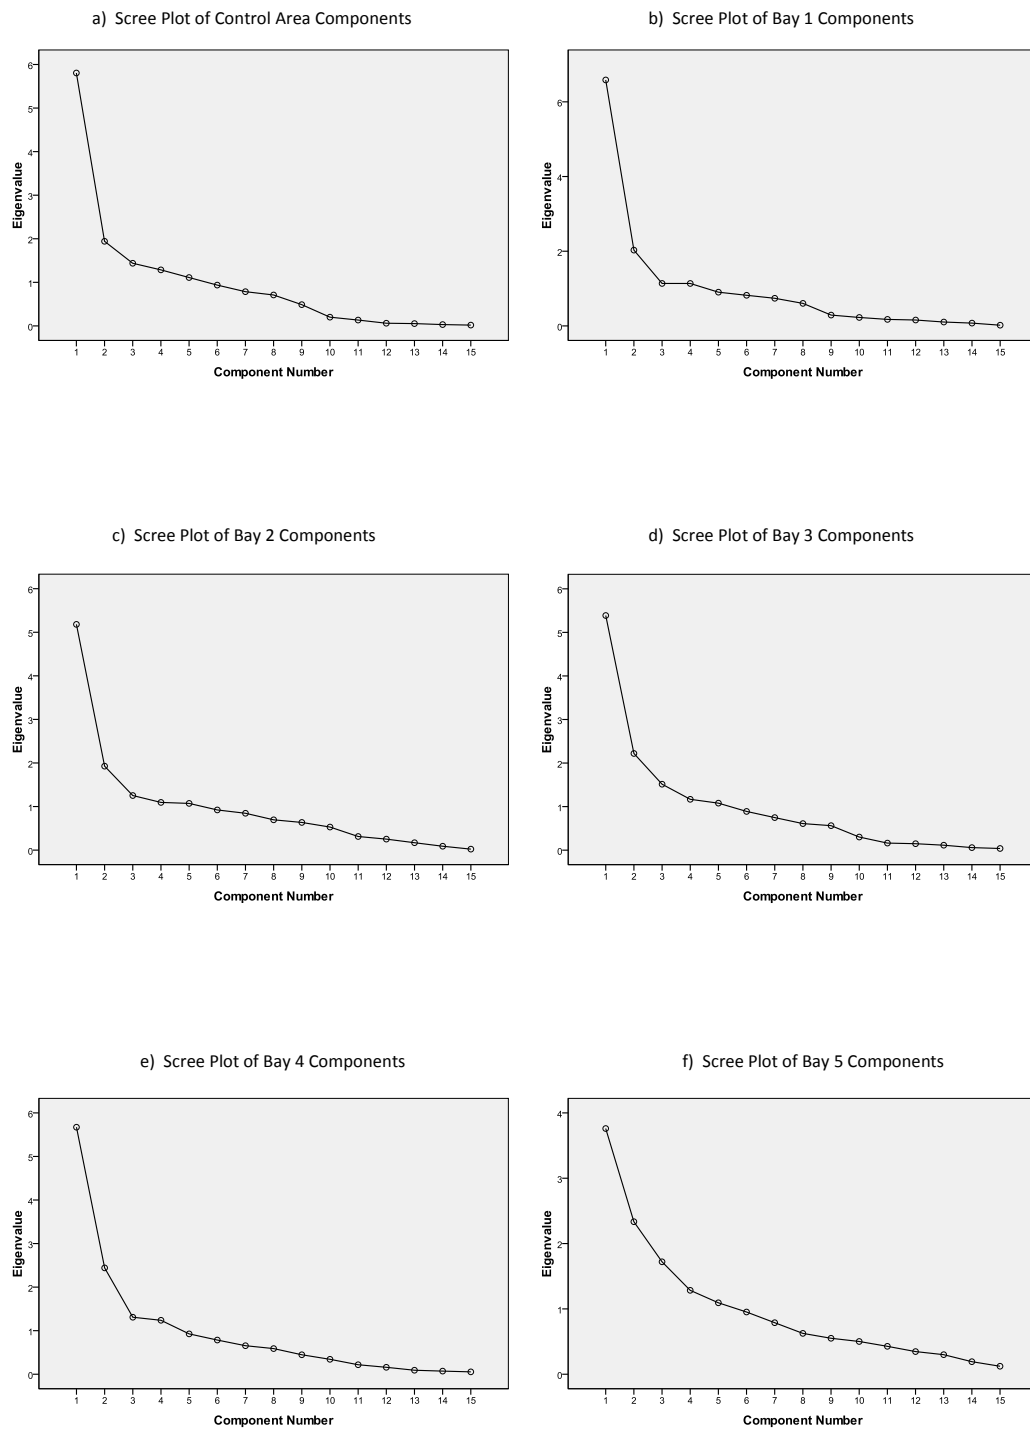 a) Scree Plot of Control Area Components
6
5
4
3
2
1
0
Eigenvalue
1 2 3 4 5 6 7 8 9 10 11 12 13 14 15
Component Number
b) Scree Plot of Bay 1 Components
6
4
2
0
Eigenvalue
1 2 3 4 5 6 7 8 9 10 11 12 13 14 15
Component Number
c) Scree Plot of Bay 2 Components
6
5
4
3
2
1
0
Eigenvalue
1 2 3 4 5 6 7 8 9 10 11 12 13 14 15
Component Number
d) Scree Plot of Bay 3 Components
6
5
4
3
2
1
0
Eigenvalue
1 2 3 4 5 6 7 8 9 10 11 12 13 14 15
Component Number
e) Scree Plot of Bay 4 Components
6
5
4
3
2
1
0
Eigenvalue
1 2 3 4 5 6 7 8 9 10 11 12 13 14 15
Component Number
f) Scree Plot of Bay 5 Components
4
3
2
1
0
Eigenvalue
1 2 3 4 5 6 7 8 9 10 11 12 13 14 15
Component Number